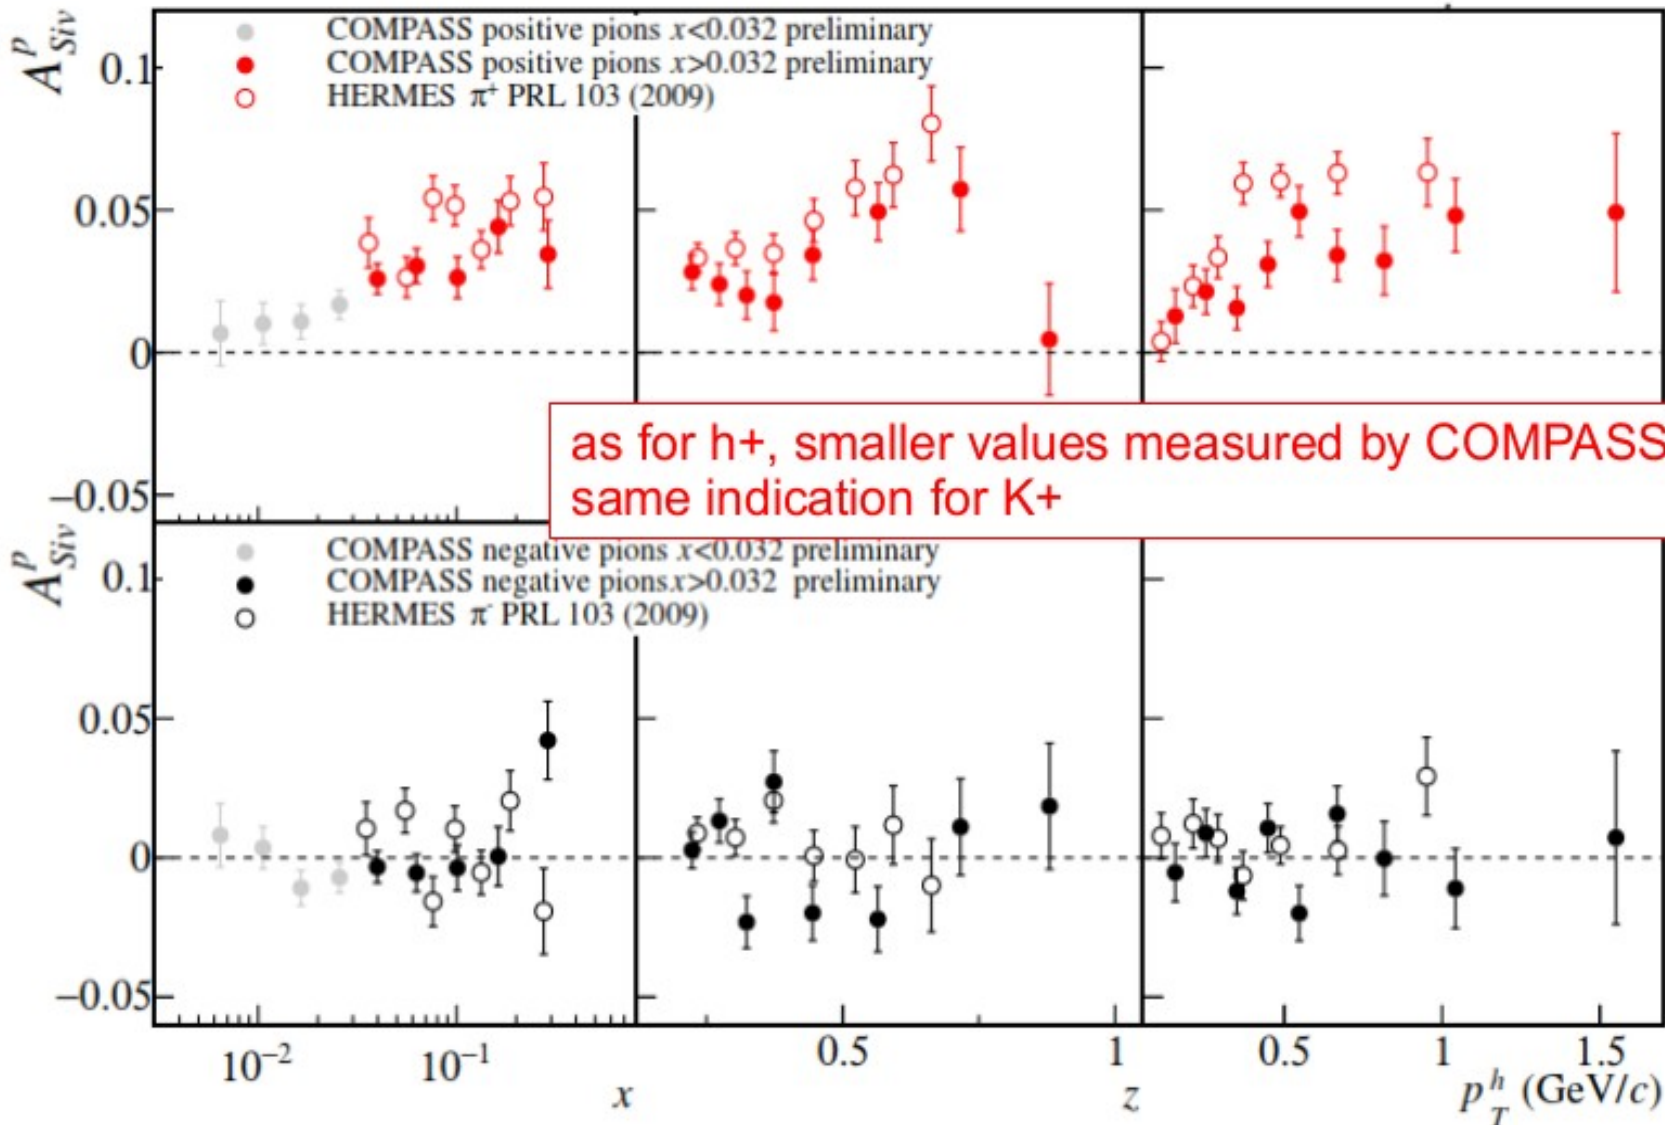 A^p_Siv
COMPASS positive pions x<0.032 preliminary
COMPASS positive pions x>0.032 preliminary
HERMES π⁺ PRL 103 (2009)
0.1
0.05
0
−0.05
as for h+, smaller values measured by COMPASS
same indication for K+
A^p_Siv
COMPASS negative pions x<0.032 preliminary
COMPASS negative pions.x>0.032 preliminary
HERMES π⁻ PRL 103 (2009)
0.1
0.05
0
−0.05
10⁻² 10⁻¹ 0.5 1 0.5 1 1.5
x z p_T^h (GeV/c)